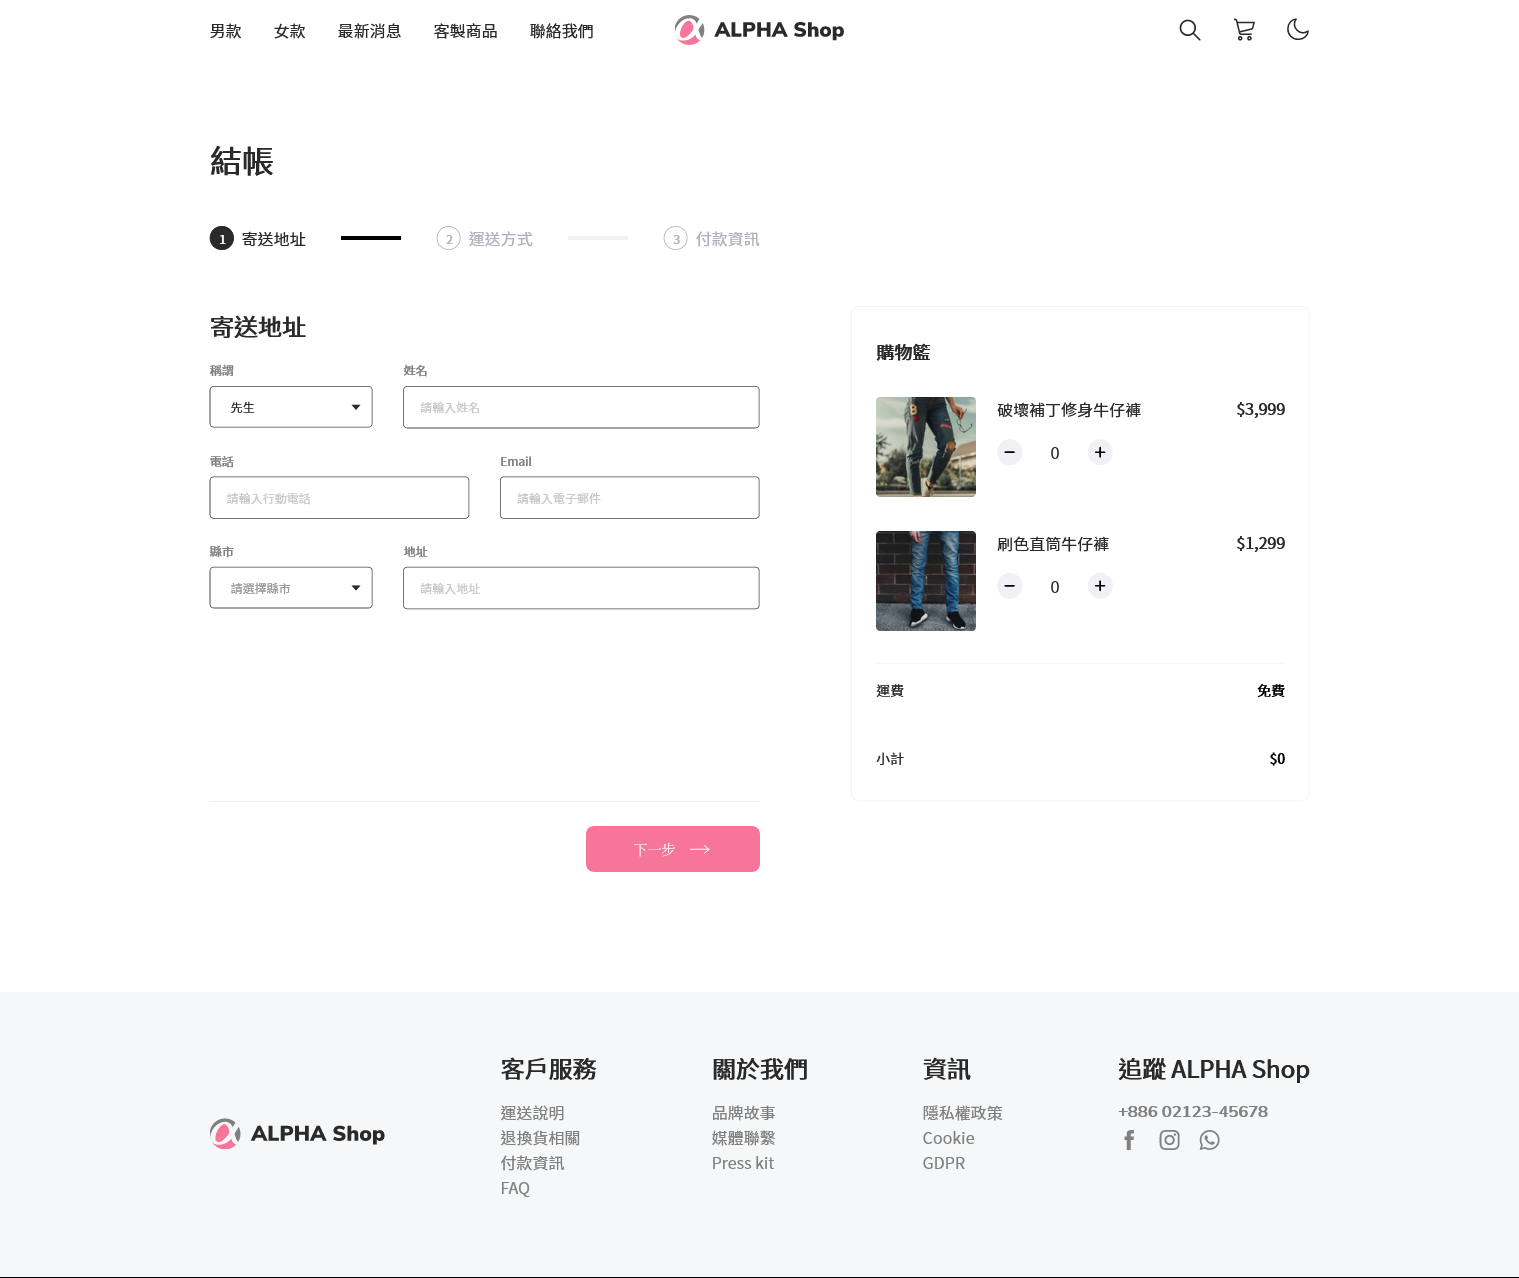 男款 女款 最新消息 客製商品 聯絡我們 ALPHA Shop
結帳
1 寄送地址 2 運送方式 3 付款資訊
寄送地址
稱謂 姓名
先生 請輸入姓名
電話 Email
請輸入行動電話 請輸入電子郵件
縣市 地址
請選擇縣市 請輸入地址
下一步
購物籃
破壞補丁修身牛仔褲 $3,999
0
刷色直筒牛仔褲 $1,299
0
運費 免費
小計 $0
ALPHA Shop
客戶服務
運送說明
退換貨相關
付款資訊
FAQ
關於我們
品牌故事
媒體聯繫
Press kit
資訊
隱私權政策
Cookie
GDPR
追蹤 ALPHA Shop
+886 02123-45678